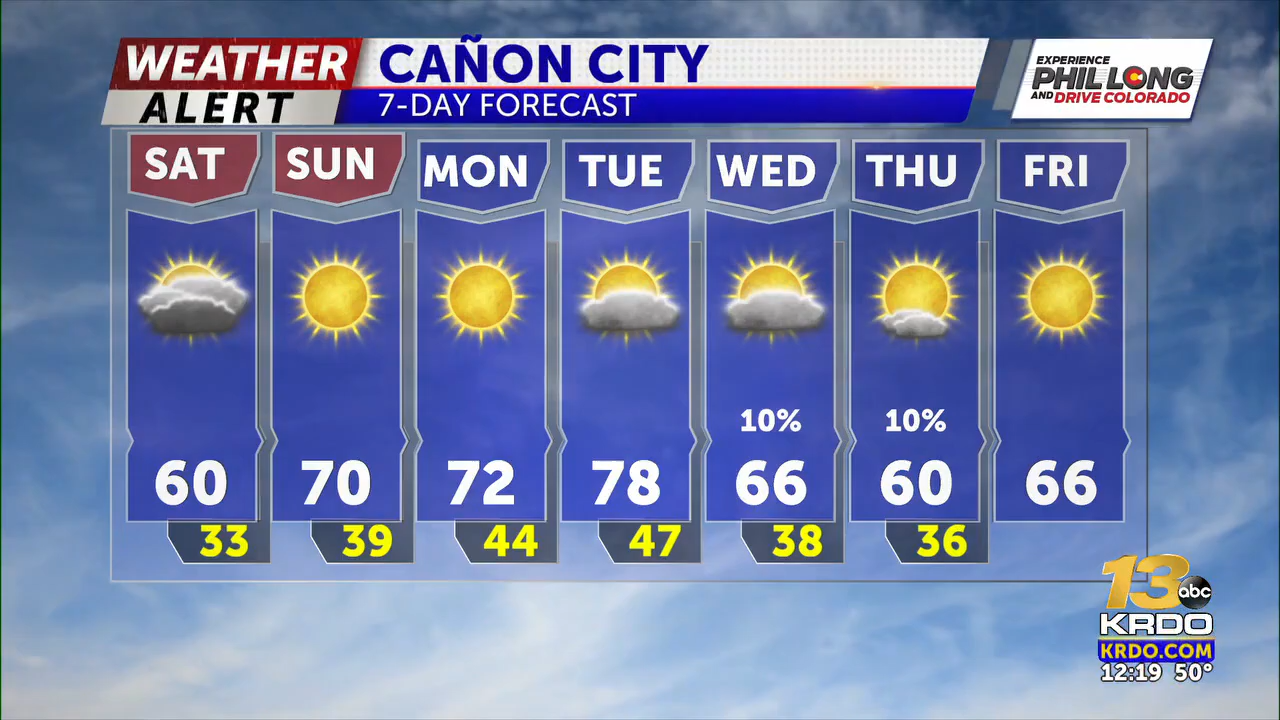 WEATHER
ALERT
CAÑON CITY
7-DAY FORECAST
EXPERIENCE
PHIL LONG
AND DRIVE COLORADO
SAT SUN MON TUE WED THU FRI
10% 10%
60 70 72 78 66 60 66
33 39 44 47 38 36
13 abc
KRDO
KRDO.COM
12:19 50°